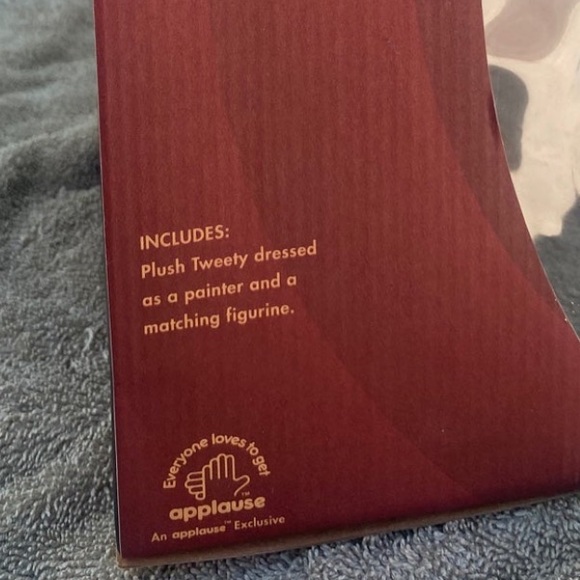 INCLUDES:
Plush Tweety dressed
as a painter and a
matching figurine.
Everyone loves to get
™
applause
An applause™ Exclusive